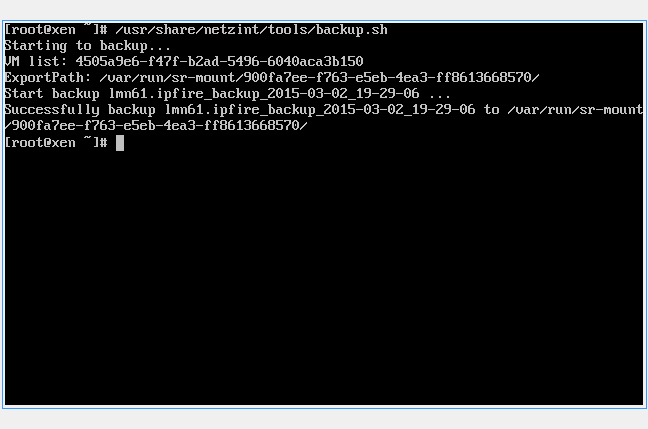 [root@xen ~]# /usr/share/netzint/tools/backup.sh
Starting to backup...
VM list: 4505a9e6-f47f-b2ad-5496-6040aca3b150
ExportPath: /var/run/sr-mount/900fa7ee-f763-e5eb-4ea3-ff8613668570/
Start backup lmn61.ipfire_backup_2015-03-02_19-29-06 ...
Successfully backup lmn61.ipfire_backup_2015-03-02_19-29-06 to /var/run/sr-mount
/900fa7ee-f763-e5eb-4ea3-ff8613668570/
[root@xen ~]#